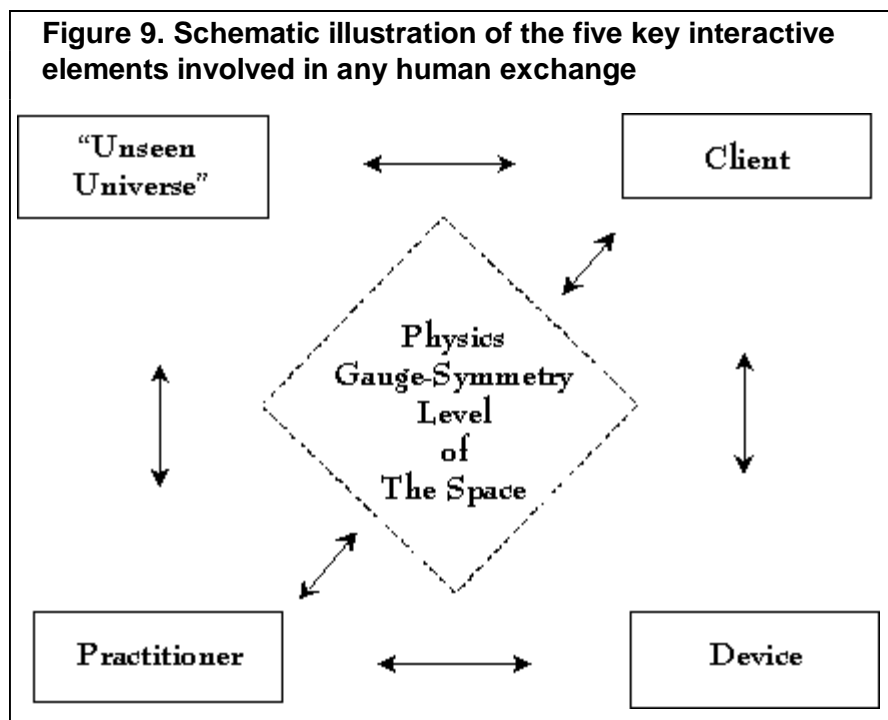 Figure 9. Schematic illustration of the five key interactive
elements involved in any human exchange
“Unseen
Universe”
Client
Physics
Gauge-Symmetry
Level
of
The Space
Practitioner
Device